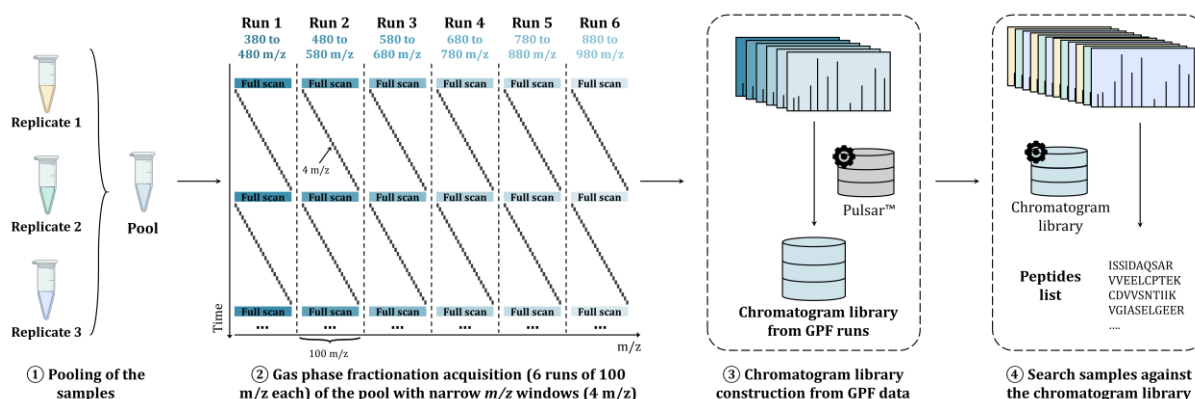 Replicate 1
Replicate 2
Replicate 3
Pool
① Pooling of the
samples
Run 1
380 to
480 m/z
Run 2
480 to
580 m/z
Run 3
580 to
680 m/z
Run 4
680 to
780 m/z
Run 5
780 to
880 m/z
Run 6
880 to
980 m/z
Full scan Full scan Full scan Full scan Full scan Full scan
4 m/z
Full scan Full scan Full scan Full scan Full scan Full scan
Full scan Full scan Full scan Full scan Full scan Full scan
... ... ... ... ... ...
Time
m/z
100 m/z
② Gas phase fractionation acquisition (6 runs of 100
m/z each) of the pool with narrow m/z windows (4 m/z)
Pulsar™
Chromatogram library
from GPF runs
③ Chromatogram library
construction from GPF data
Chromatogram
library
Peptides
list
ISSIDAQSAR
VVEELCPTEK
CDVVSNTIIK
VGIASELGEER
....
④ Search samples against
the chromatogram library